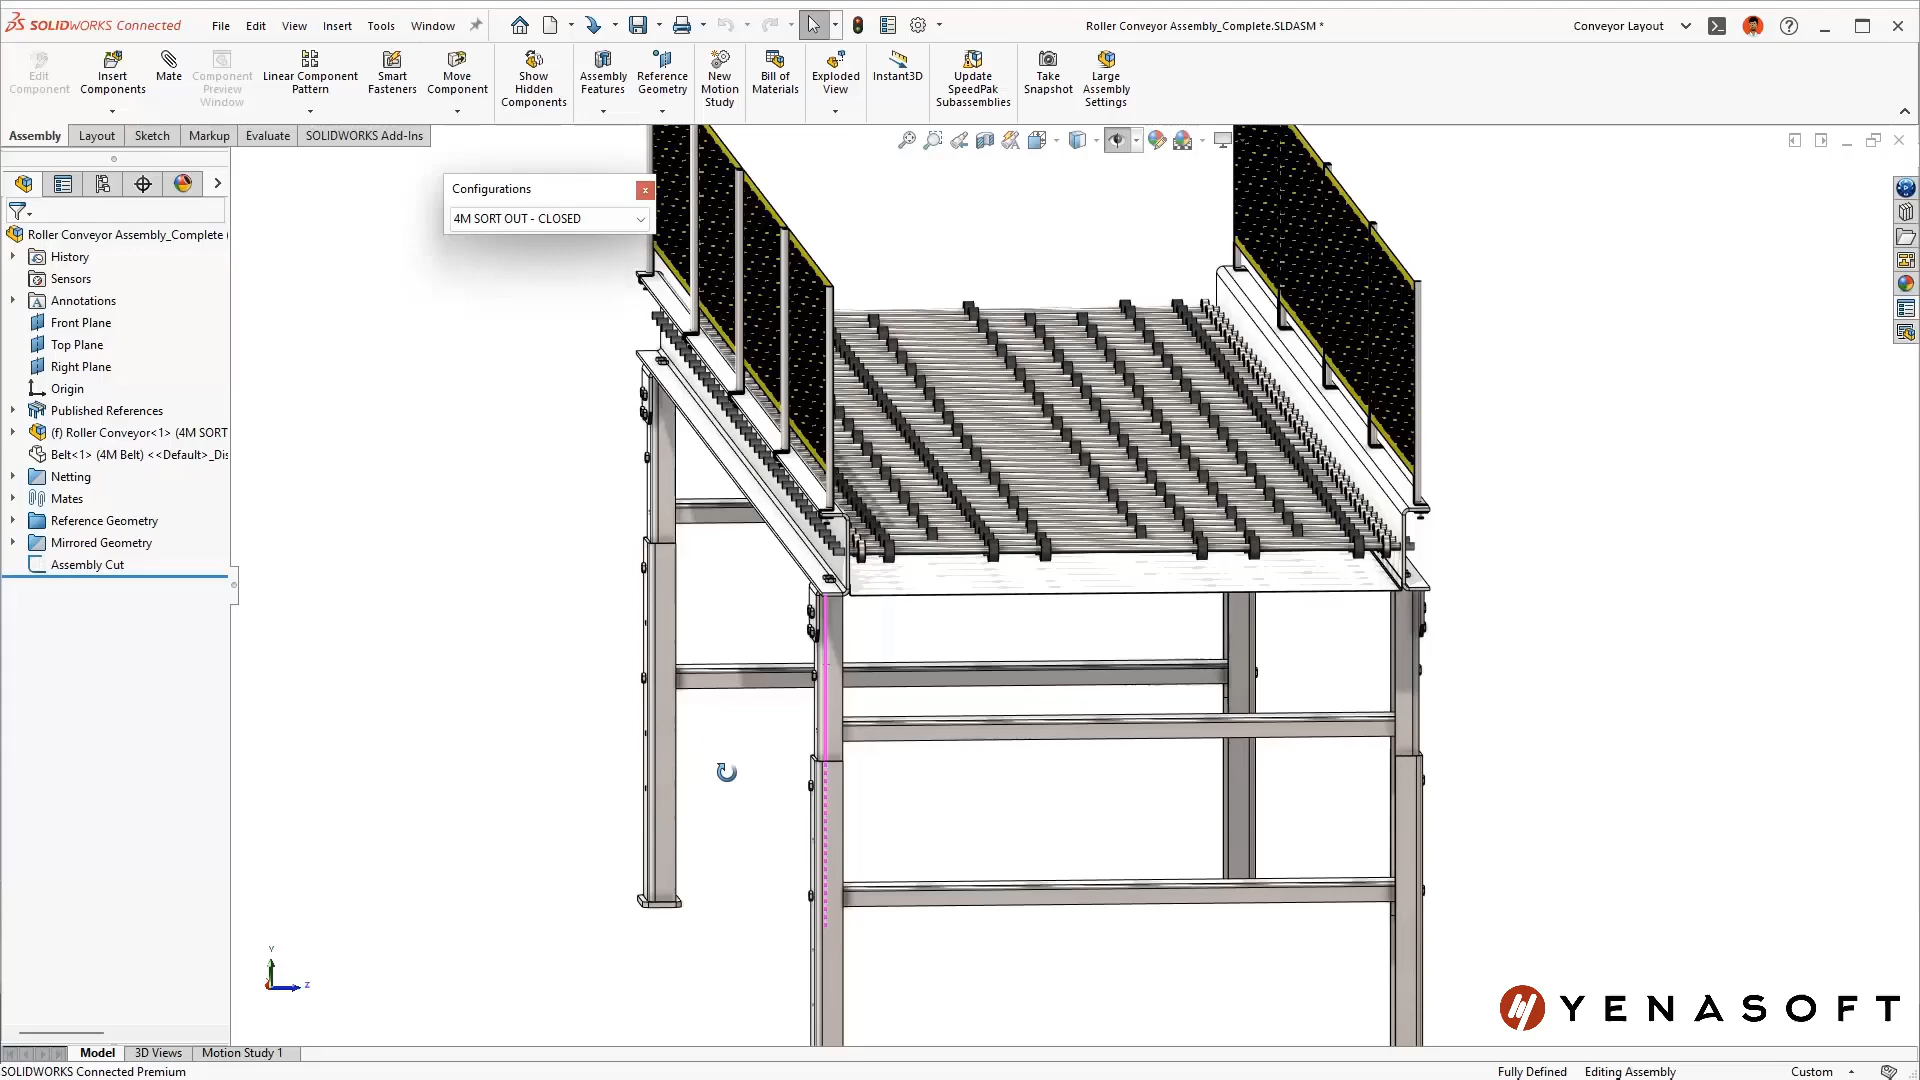 SOLIDWORKS Connected
File
Edit
View
Insert
Tools
Window
Roller Conveyor Assembly_Complete.SLDASM *
Conveyor Layout
Edit Component
Insert Components
Mate
Component Preview Window
Linear Component Pattern
Smart Fasteners
Move Component
Show Hidden Components
Assembly Features
Reference Geometry
New Motion Study
Bill of Materials
Exploded View
Instant3D
Update SpeedPak Subassemblies
Take Snapshot
Large Assembly Settings
Assembly
Layout
Sketch
Markup
Evaluate
SOLIDWORKS Add-Ins
Configurations
4M SORT OUT - CLOSED
Roller Conveyor Assembly_Complete (
History
Sensors
Annotations
Front Plane
Top Plane
Right Plane
Origin
Published References
(f) Roller Conveyor<1> (4M SORT
Belt<1> (4M Belt) <<Default>_Dis
Netting
Mates
Reference Geometry
Mirrored Geometry
Assembly Cut
Y
Z
YENASOFT
Model
3D Views
Motion Study 1
SOLIDWORKS Connected Premium
Fully Defined
Editing Assembly
Custom